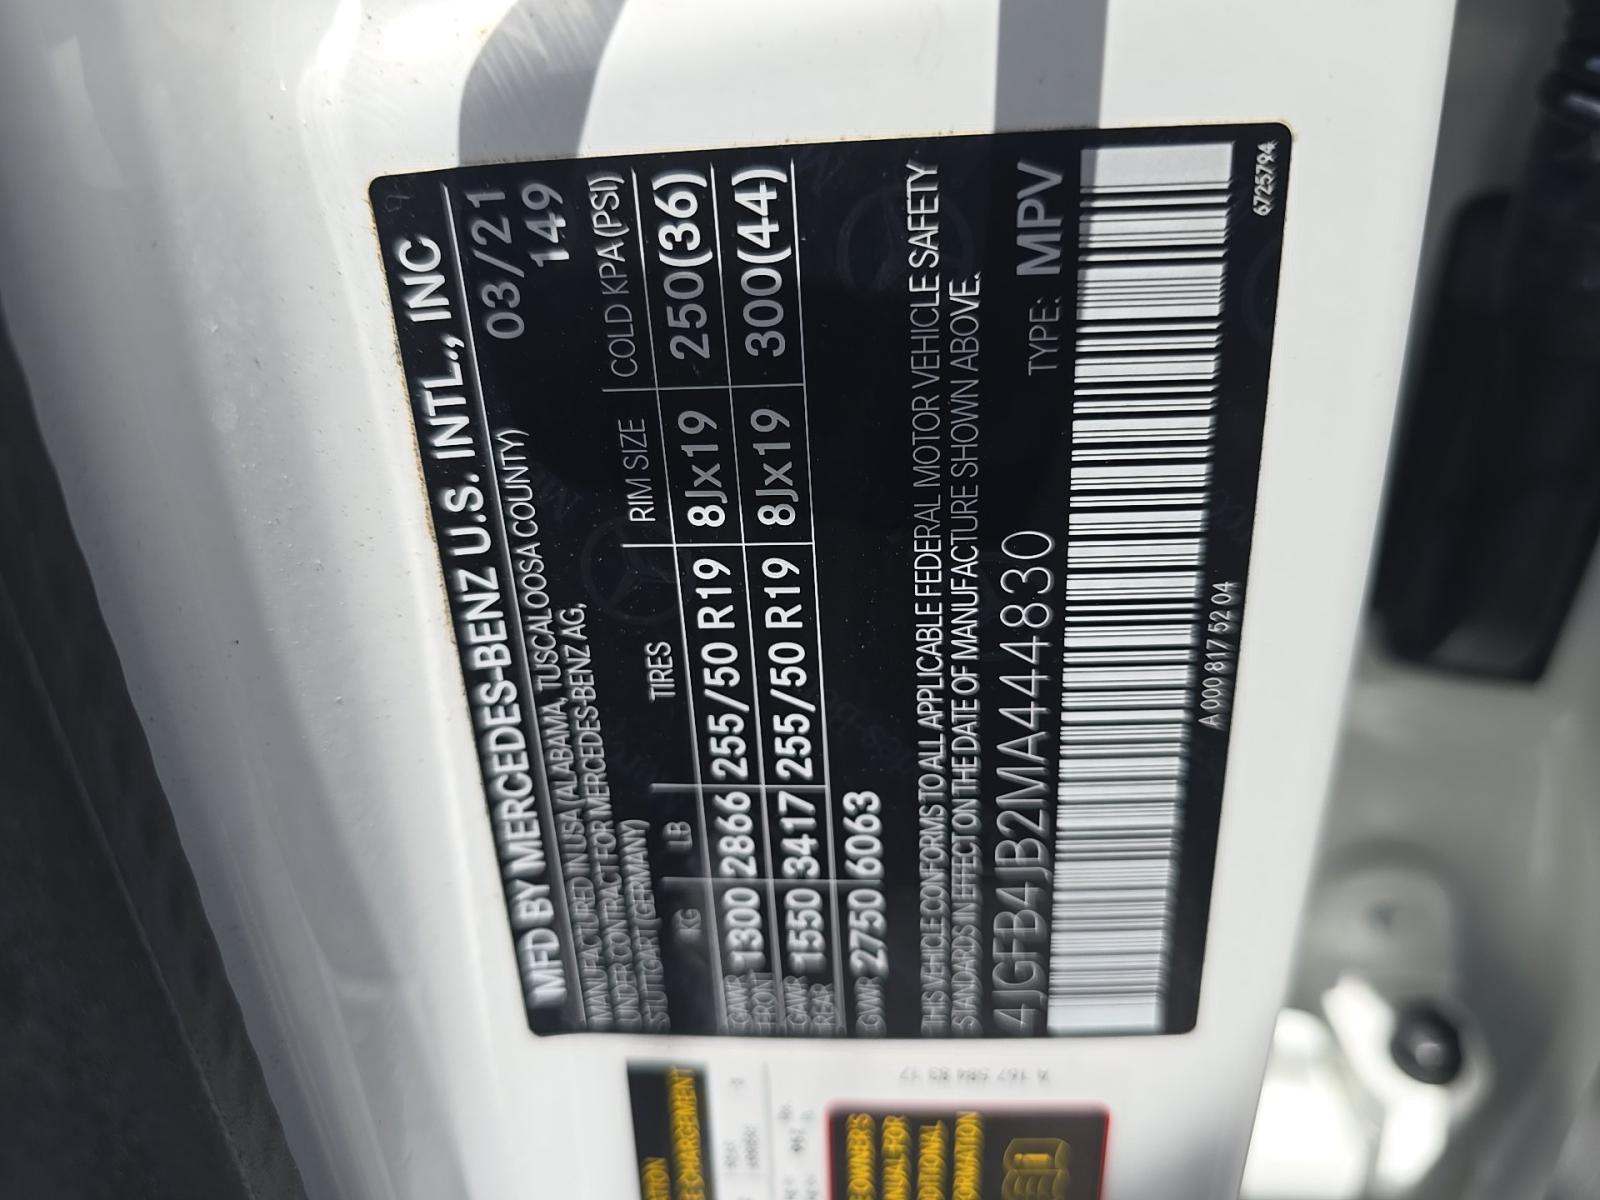 MFD BY MERCEDES-BENZ U.S. INTL., INC
MANUFACTURED IN USA (ALABAMA, TUSCALOOSA COUNTY) 03/21
UNDER CONTRACT FOR MERCEDES-BENZ AG, 149
STUTTGART (GERMANY)
KG LB TIRES RIM SIZE COLD KPA (PSI)
GAWR FRONT 1300 2866 255/50 R19 8Jx19 250(36)
GAWR REAR 1550 3417 255/50 R19 8Jx19 300(44)
GVWR 2750 6063
THIS VEHICLE CONFORMS TO ALL APPLICABLE FEDERAL MOTOR VEHICLE SAFETY
STANDARDS IN EFFECT ON THE DATE OF MANUFACTURE SHOWN ABOVE.
4JGFB4JB2MA444830 TYPE: MPV
A 000 817 52 04
6725794